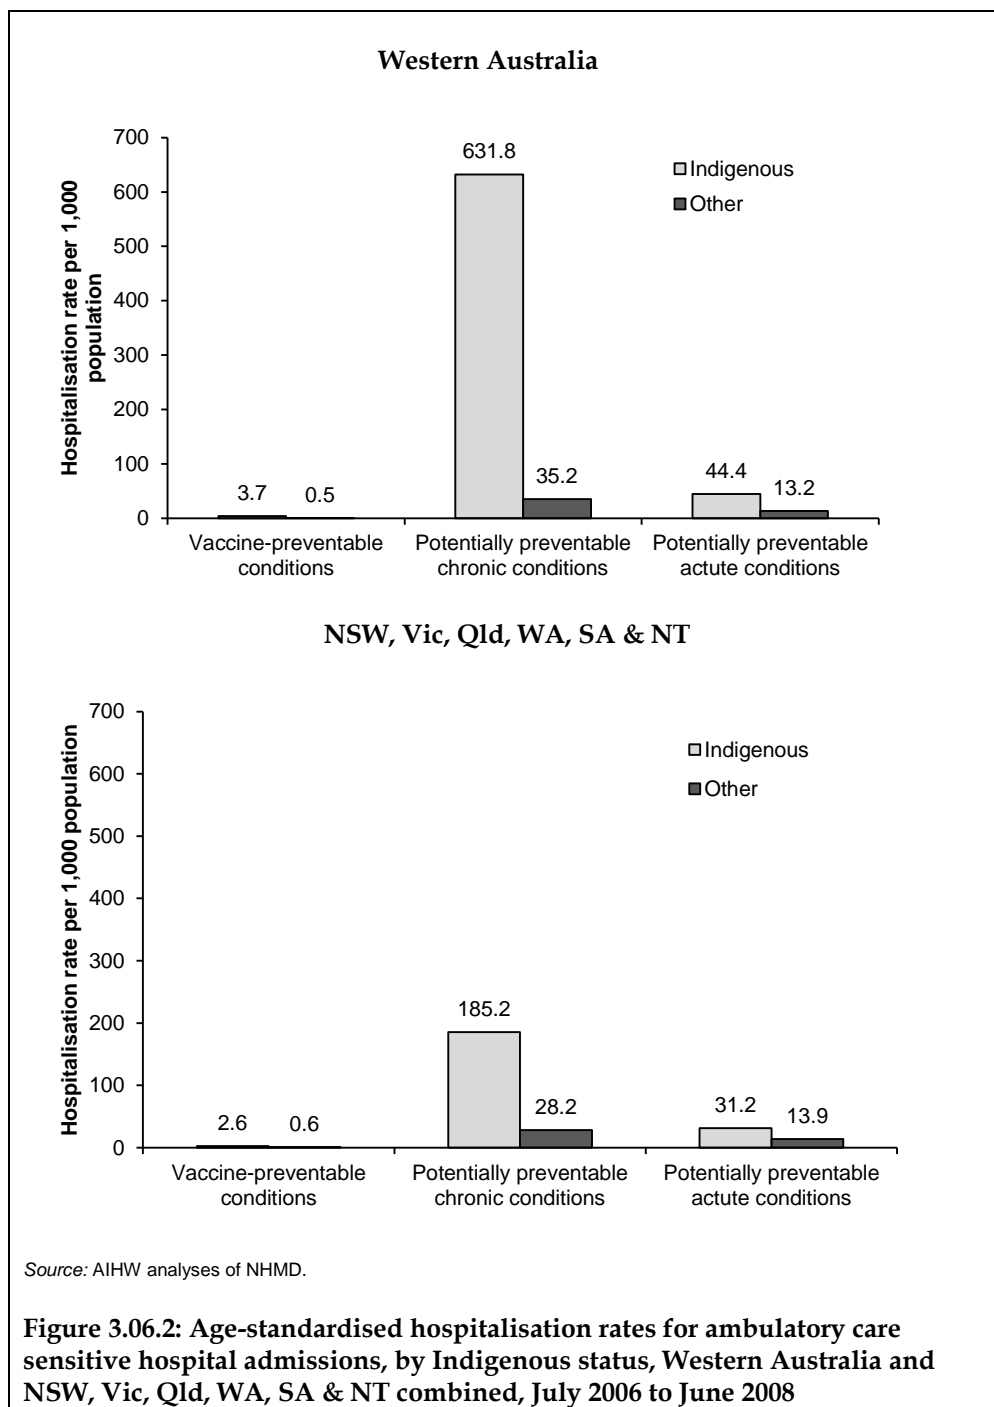 Western Australia
Hospitalisation rate per 1,000
population
700
600
500
400
300
200
100
0
Indigenous
Other
3.7
0.5
631.8
35.2
44.4
13.2
Vaccine-preventable
conditions
Potentially preventable
chronic conditions
Potentially preventable
actute conditions
NSW, Vic, Qld, WA, SA & NT
Hospitalisation rate per 1,000 population
700
600
500
400
300
200
100
0
Indigenous
Other
2.6
0.6
185.2
28.2
31.2
13.9
Vaccine-preventable
conditions
Potentially preventable
chronic conditions
Potentially preventable
actute conditions
Source: AIHW analyses of NHMD.
Figure 3.06.2: Age-standardised hospitalisation rates for ambulatory care
sensitive hospital admissions, by Indigenous status, Western Australia and
NSW, Vic, Qld, WA, SA & NT combined, July 2006 to June 2008